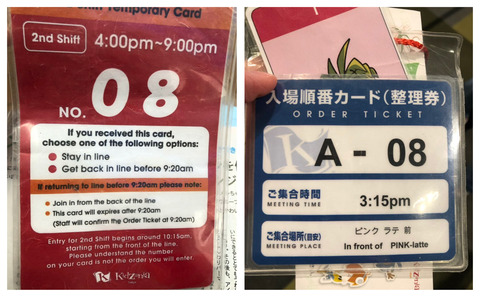 Temporary Card
2nd Shift 4:00pm~9:00pm
NO. 08
If you received this card,
choose one of the following options:
Stay in line
Get back in line before 9:20am
If returning to line before 9:20am please note:
Join in from the back of the line
This card will expires after 9:20am
(Staff will confirm the Order Ticket at 9:20am)
Entry for 2nd Shift begins around 10:15am.
starting from the front of the line.
Please understand the number
on your card is not the order you will enter.
KidZania
入場順番カード(整理券)
ORDER TICKET
A - 08
ご集合時間
MEETING TIME
3:15pm
ご集合場所(目安)
MEETING PLACE
ピンク ラテ 前
In front of PINK-latte